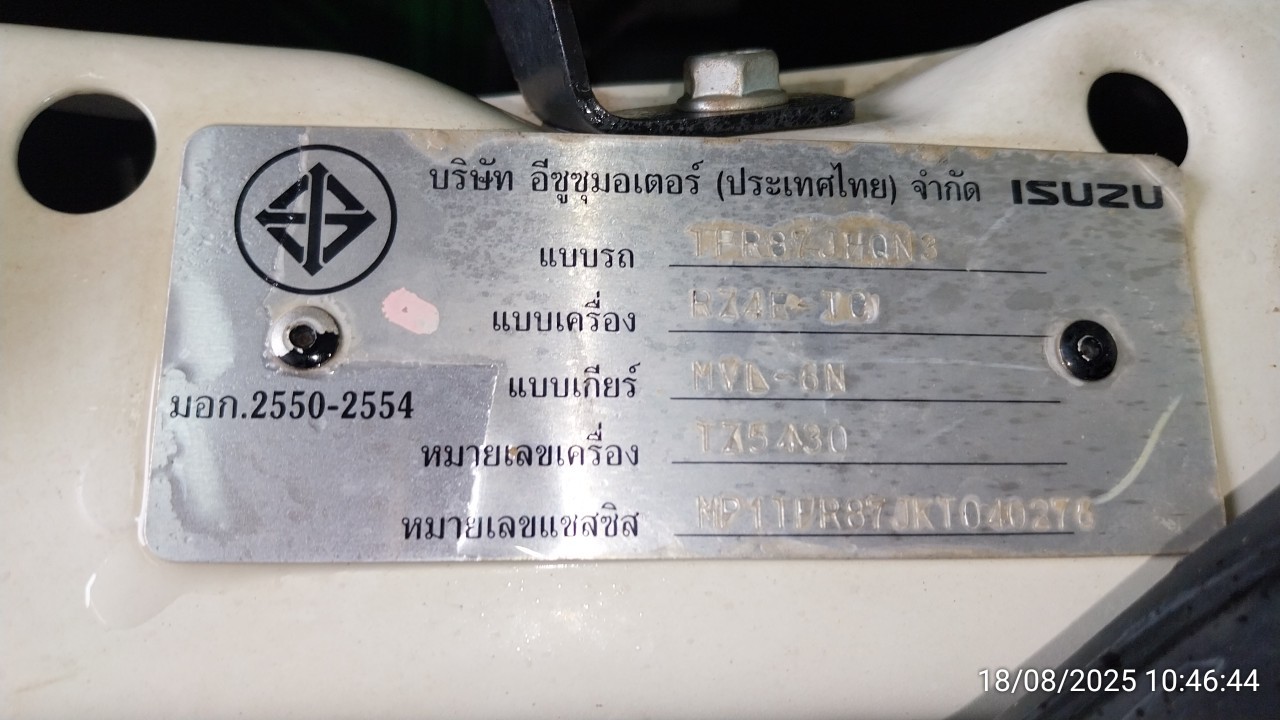 บริษัท อีซูซุมอเตอร์ (ประเทศไทย) จำกัด ISUZU
แบบรถ TFR87JHQN3
แบบเครื่อง RZ4E-TC
แบบเกียร์ MVL-6N
มอก.2550-2554
หมายเลขเครื่อง TZ5430
หมายเลขแชสซิส MP1TFR87JKT040276
18/08/2025 10:46:44